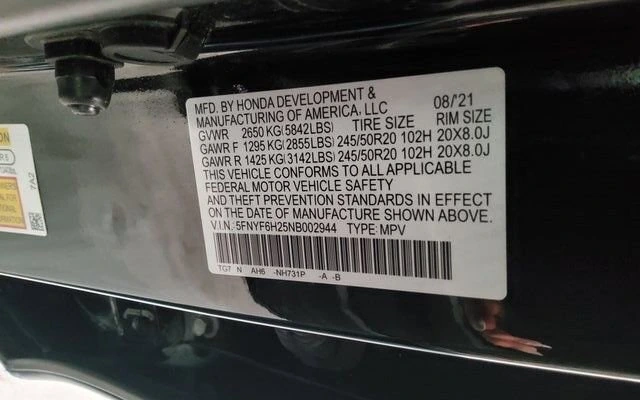 MFD. BY HONDA DEVELOPMENT &
MANUFACTURING OF AMERICA, LLC 08/'21
GVWR 2650 KG (5842LBS) TIRE SIZE RIM SIZE
GAWR F 1295 KG (2855LBS) 245/50R20 102H 20X8.0J
GAWR R 1425 KG (3142LBS) 245/50R20 102H 20X8.0J
THIS VEHICLE CONFORMS TO ALL APPLICABLE
FEDERAL MOTOR VEHICLE SAFETY
AND THEFT PREVENTION STANDARDS IN EFFECT
ON THE DATE OF MANUFACTURE SHOWN ABOVE.
V.I.N. 5FNYF6H25NB002944 TYPE: MPV
TG7 N AH6 -NH731P -A -B
7A2